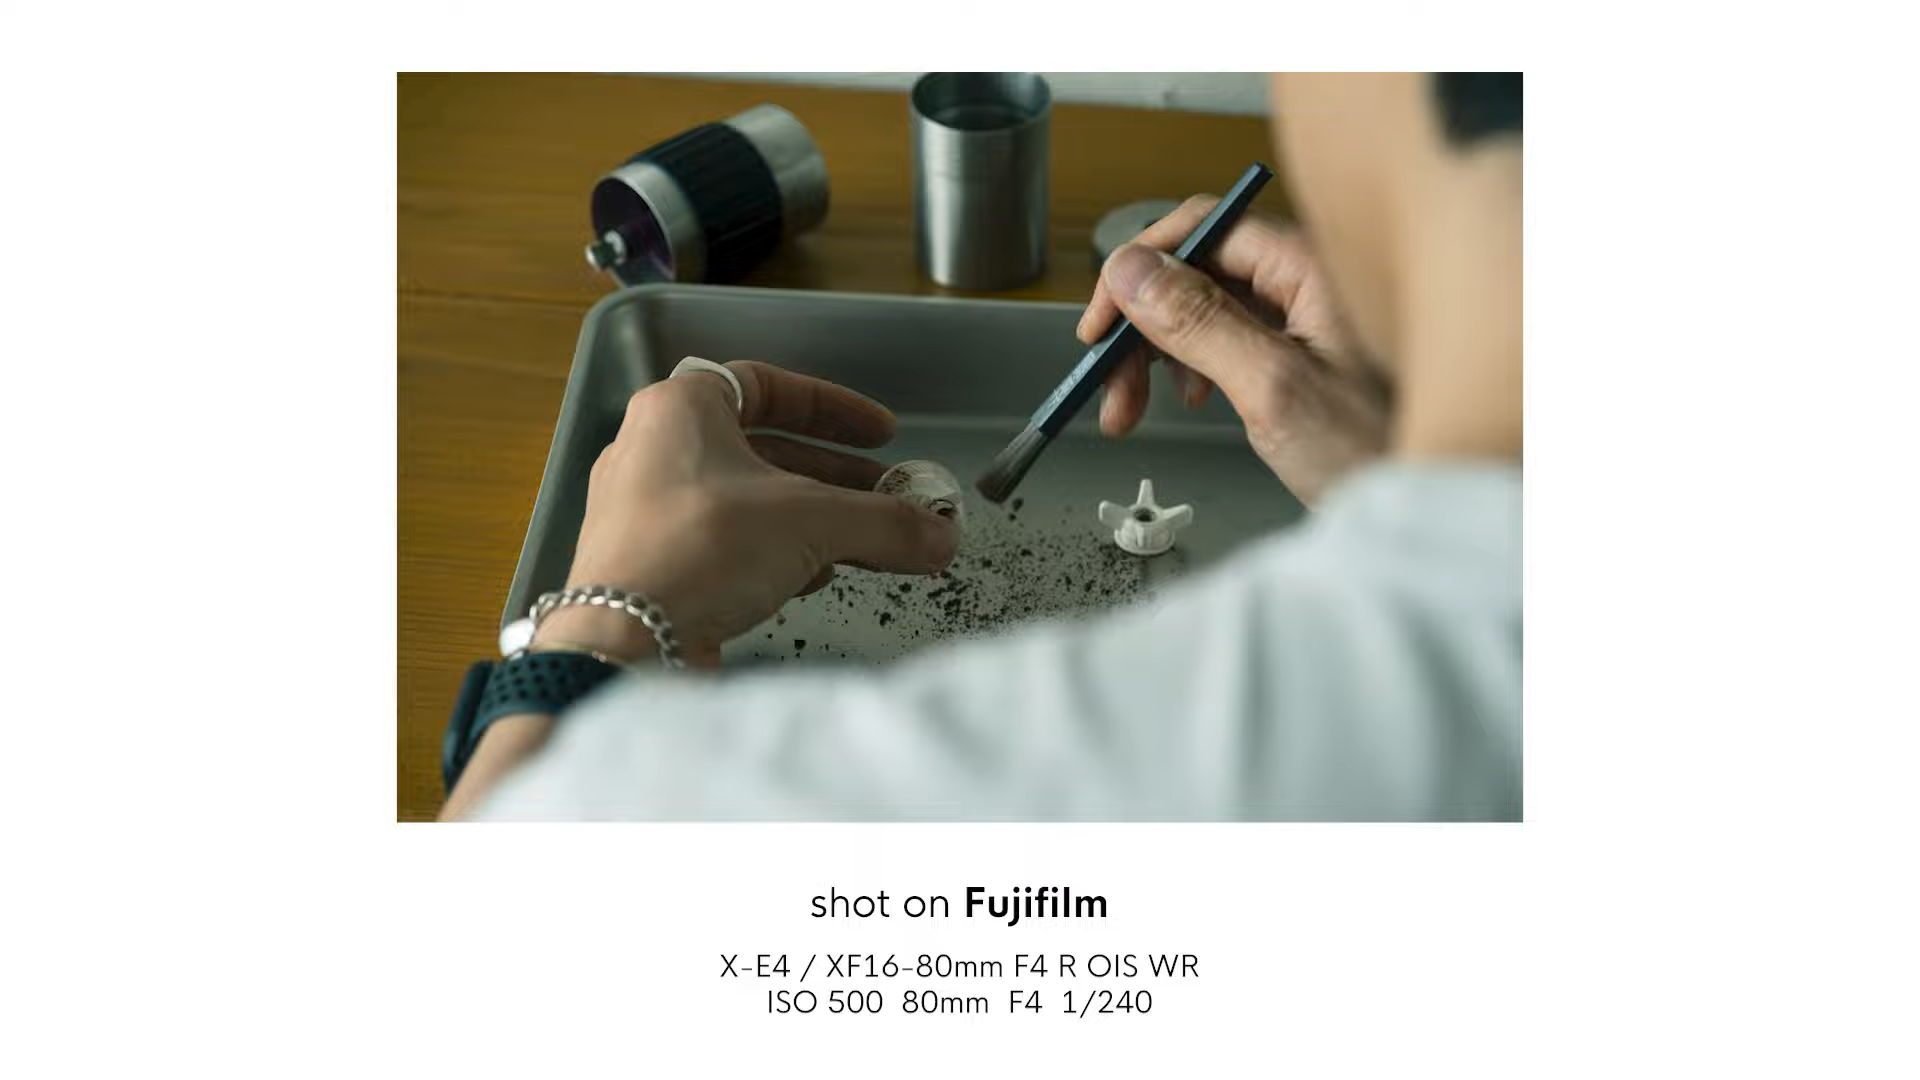 shot on Fujifilm
X-E4 / XF16-80mm F4 R OIS WR
ISO 500  80mm  F4  1/240